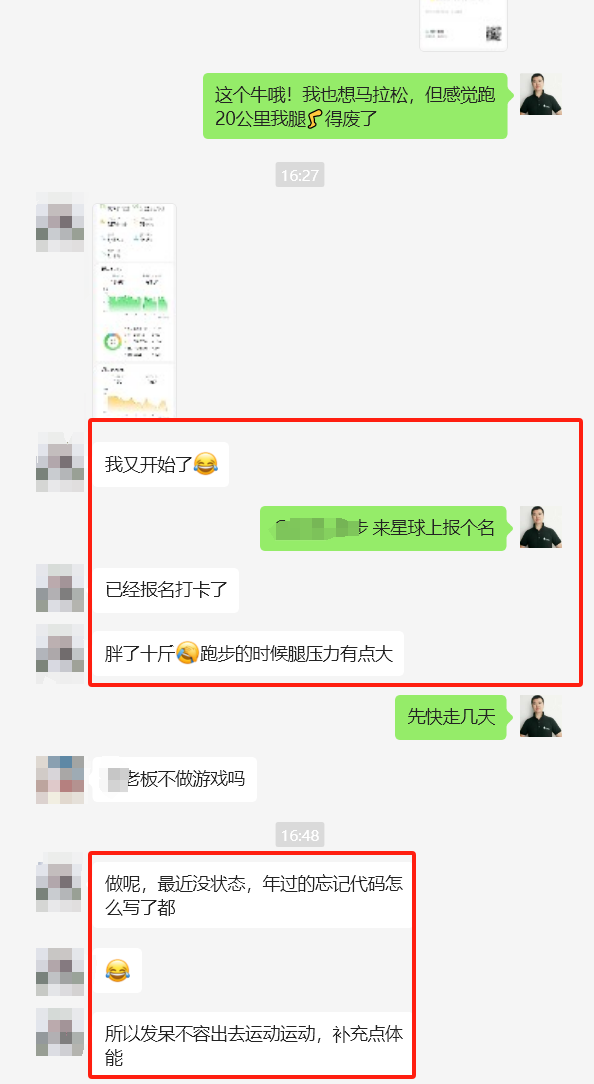 这个牛哦！我也想马拉松，但感觉跑
20公里我腿🦵得废了
16:27
我又开始了😂
步 来星球上报个名
已经报名打卡了
胖了十斤🤣跑步的时候腿压力有点大
先快走几天
老板不做游戏吗
16:48
做呢，最近没状态，年过的忘记代码怎
么写了都
😂
所以发呆不容出去运动运动，补充点体
能